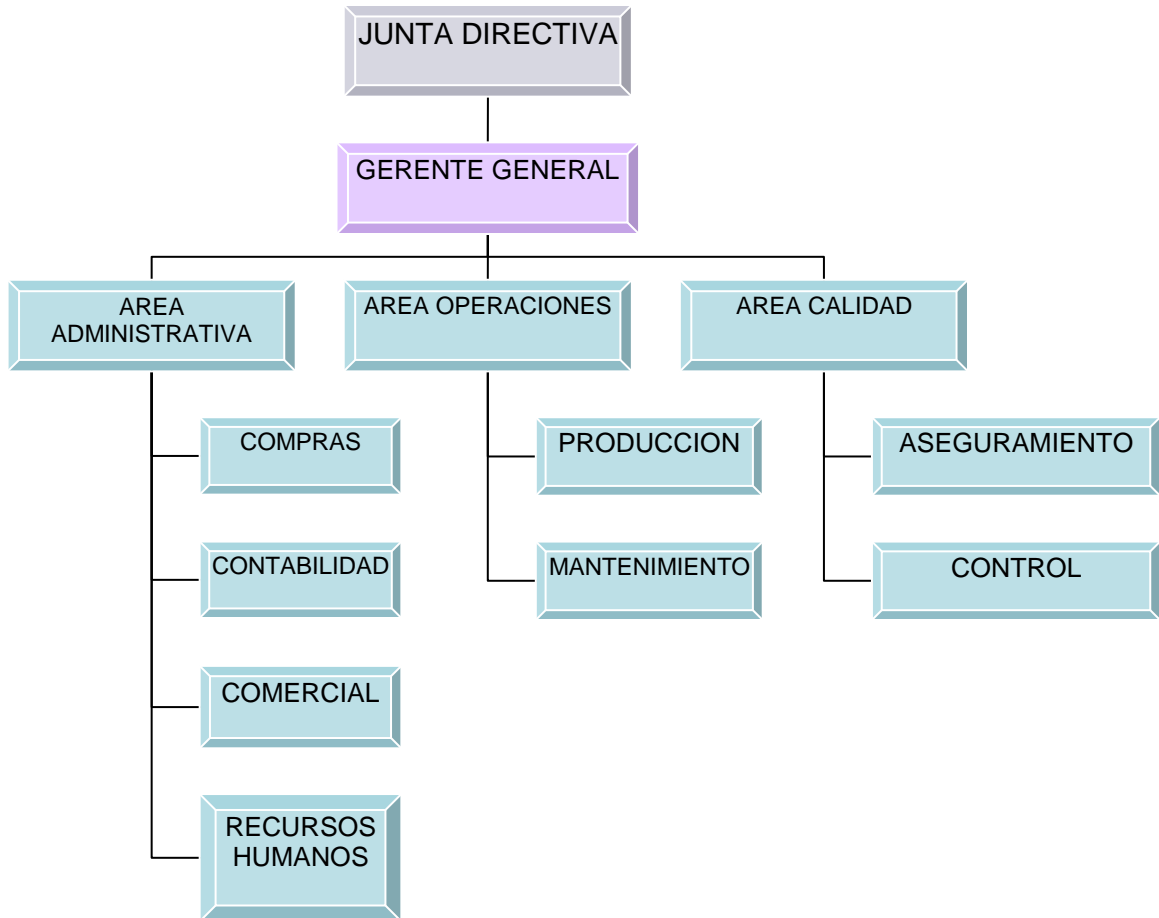 JUNTA DIRECTIVA
GERENTE GENERAL
AREA
ADMINISTRATIVA
AREA OPERACIONES
AREA CALIDAD
COMPRAS
PRODUCCION
ASEGURAMIENTO
CONTABILIDAD
MANTENIMIENTO
CONTROL
COMERCIAL
RECURSOS
HUMANOS